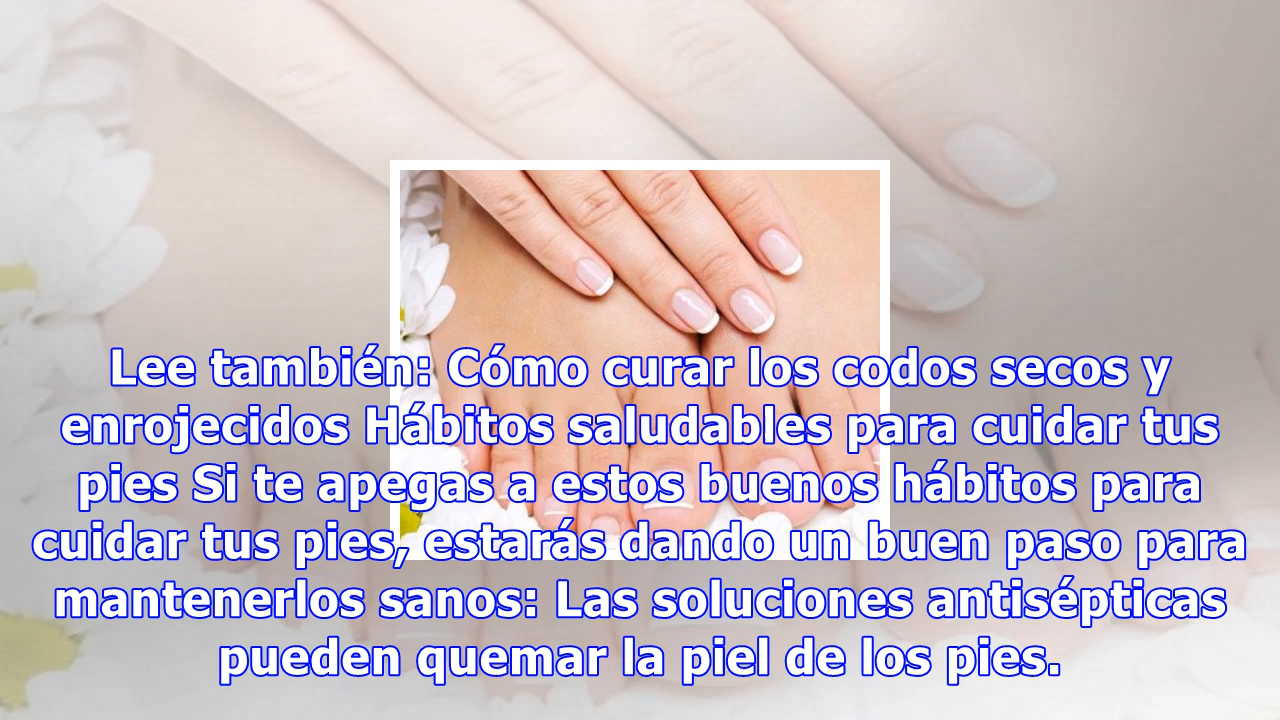 Lee también: Cómo curar los codos secos y
enrojecidos Hábitos saludables para cuidar tus
pies Si te apegas a estos buenos hábitos para
cuidar tus pies, estarás dando un buen paso para
mantenerlos sanos: Las soluciones antisépticas
pueden quemar la piel de los pies.